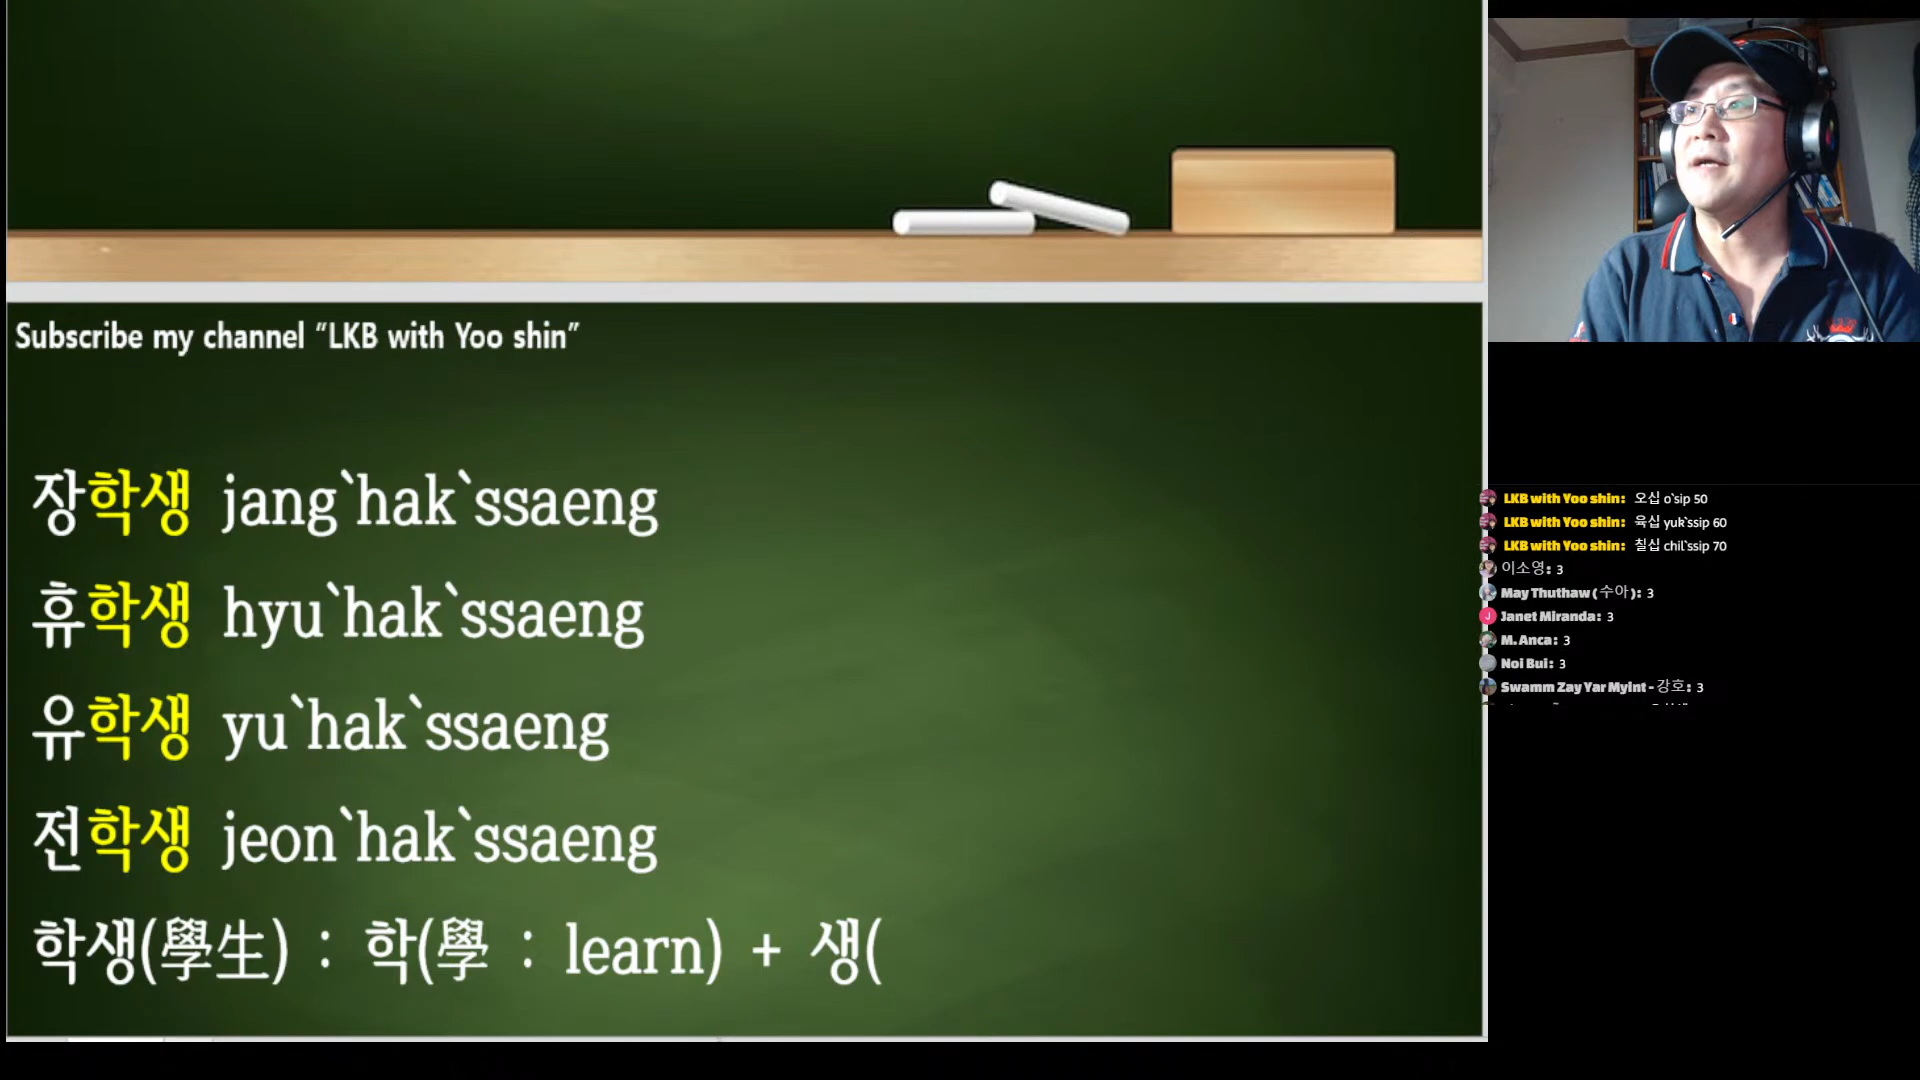 Subscribe my channel “LKB with Yoo shin”
장학생 jang`hak`ssaeng
휴학생 hyu`hak`ssaeng
유학생 yu`hak`ssaeng
전학생 jeon`hak`ssaeng
학생(學生) : 학(學 : learn) + 생(
LKB with Yoo shin: 오십 o`sip 50
LKB with Yoo shin: 육십 yuk`ssip 60
LKB with Yoo shin: 칠십 chil`ssip 70
이소영: 3
May Thuthaw ( 수아 ): 3
J Janet Miranda: 3
M. Anca: 3
Noi Bui: 3
Swamm Zay Yar Myint - 강호: 3